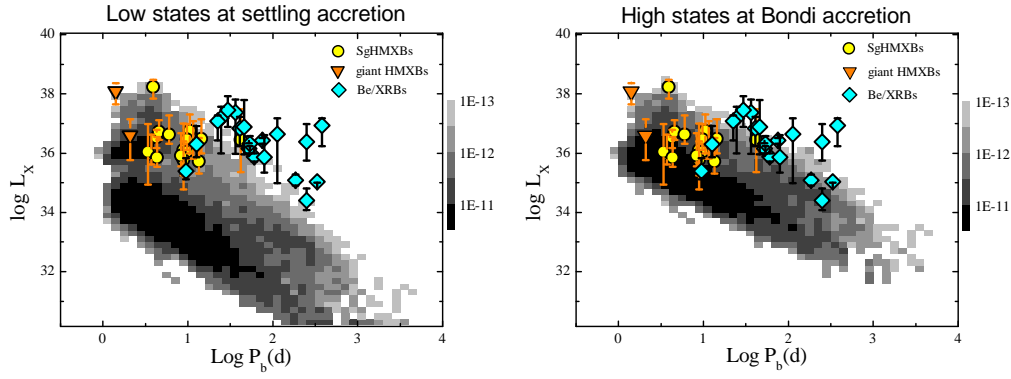 Low states at settling accretion
High states at Bondi accretion
40
38
36
34
32
log L_X
SgHMXBs
giant HMXBs
Be/XRBs
1E-13
1E-12
1E-11
0
1
2
3
4
Log P_b(d)
40
38
36
34
32
log L_X
SgHMXBs
giant HMXBs
Be/XRBs
1E-13
1E-12
1E-11
0
1
2
3
4
Log P_b(d)